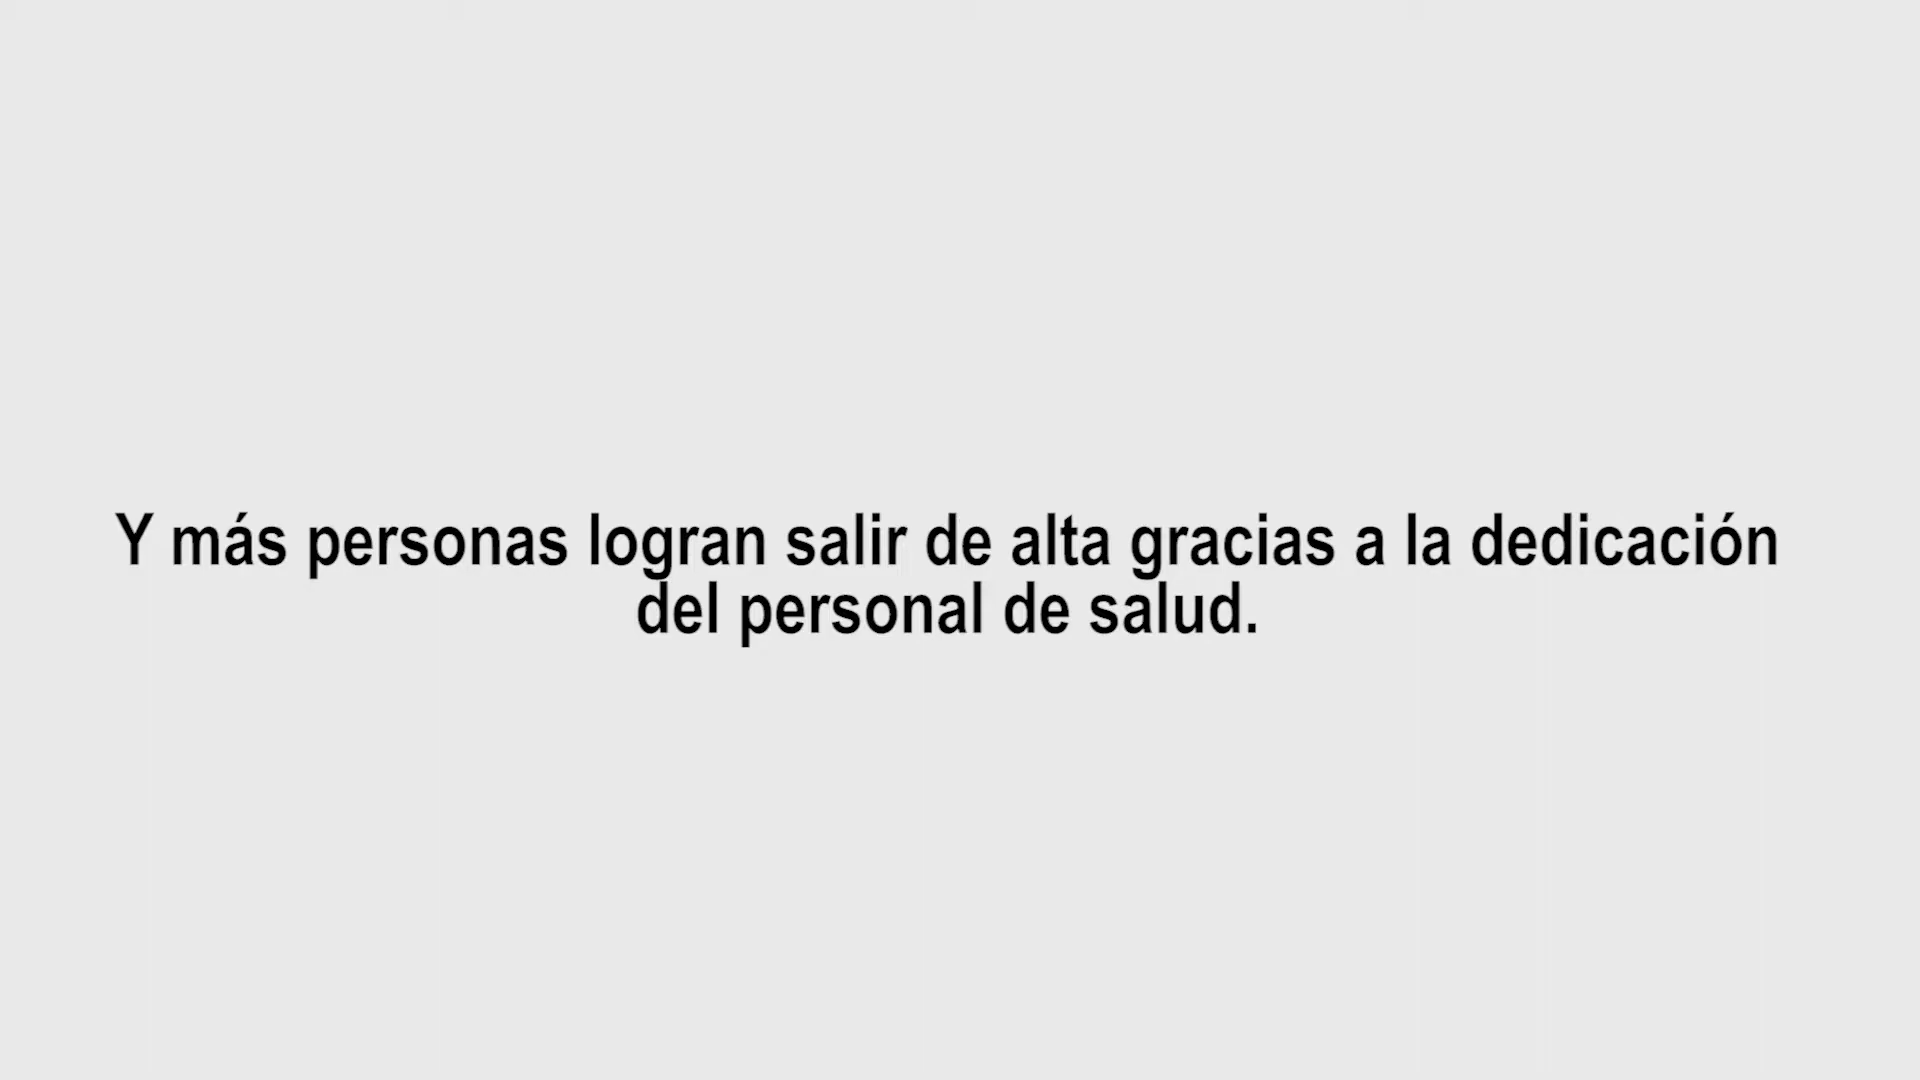 Y más personas logran salir de alta gracias a la dedicación
del personal de salud.